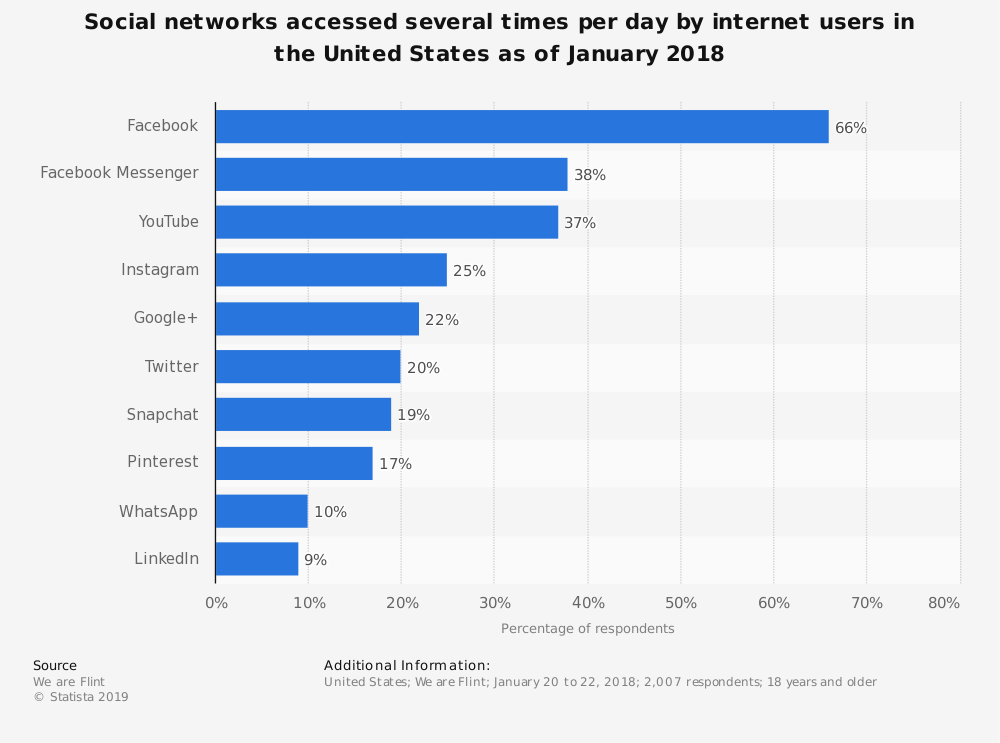 Social networks accessed several times per day by internet users in
the United States as of January 2018
Facebook 66%
Facebook Messenger 38%
YouTube 37%
Instagram 25%
Google+ 22%
Twitter 20%
Snapchat 19%
Pinterest 17%
WhatsApp 10%
LinkedIn 9%
0% 10% 20% 30% 40% 50% 60% 70% 80%
Percentage of respondents
Source
We are Flint
© Statista 2019
Additional Information:
United States; We are Flint; January 20 to 22, 2018; 2,007 respondents; 18 years and older